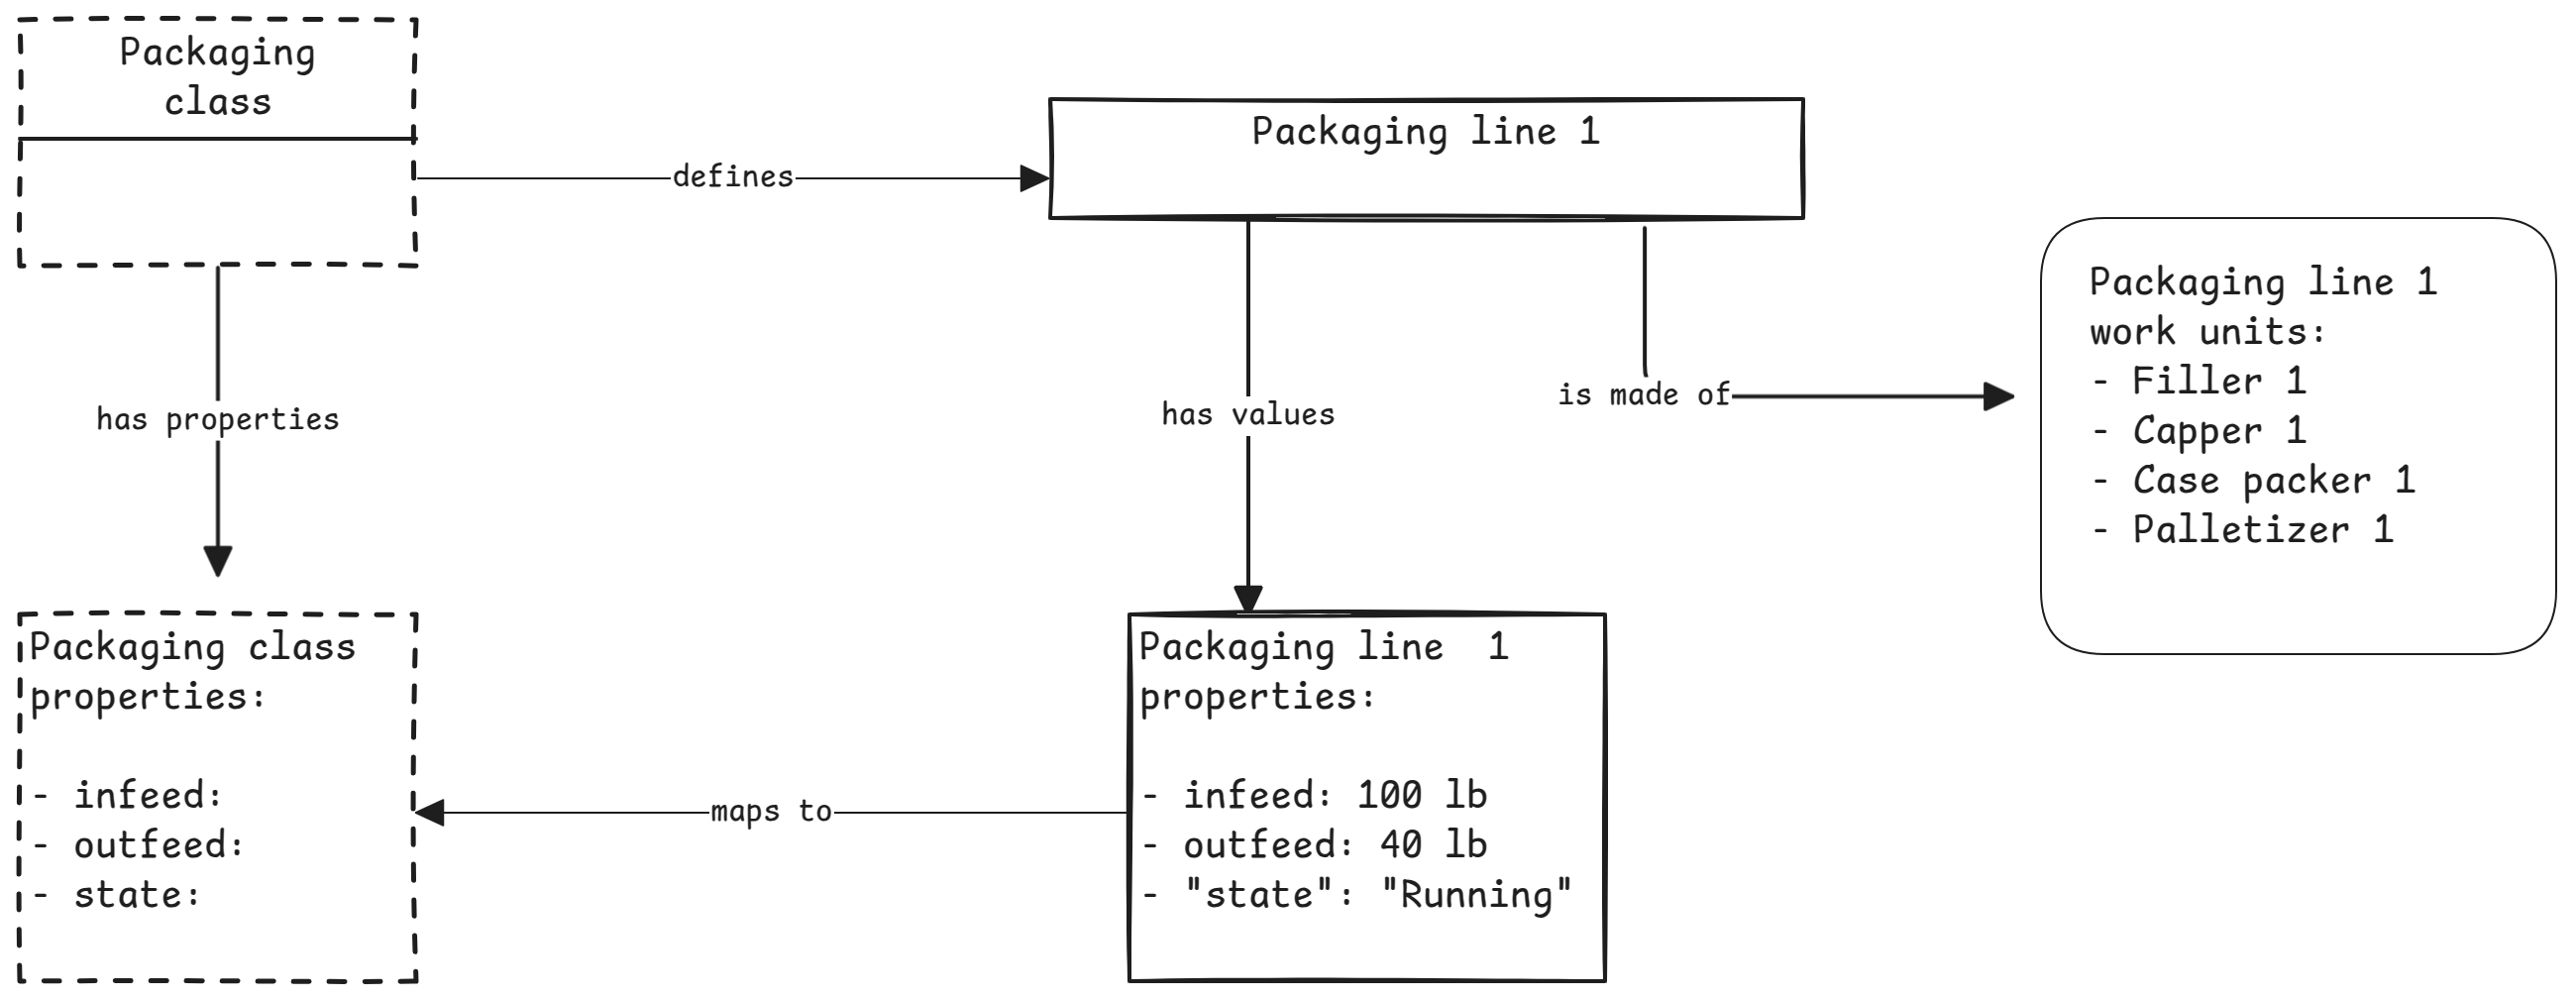 Packaging
class
defines
Packaging line 1
has properties
has values
is made of
Packaging line 1
work units:
- Filler 1
- Capper 1
- Case packer 1
- Palletizer 1
Packaging class
properties:
- infeed:
- outfeed:
- state:
maps to
Packaging line  1
properties:
- infeed: 100 lb
- outfeed: 40 lb
- "state": "Running"